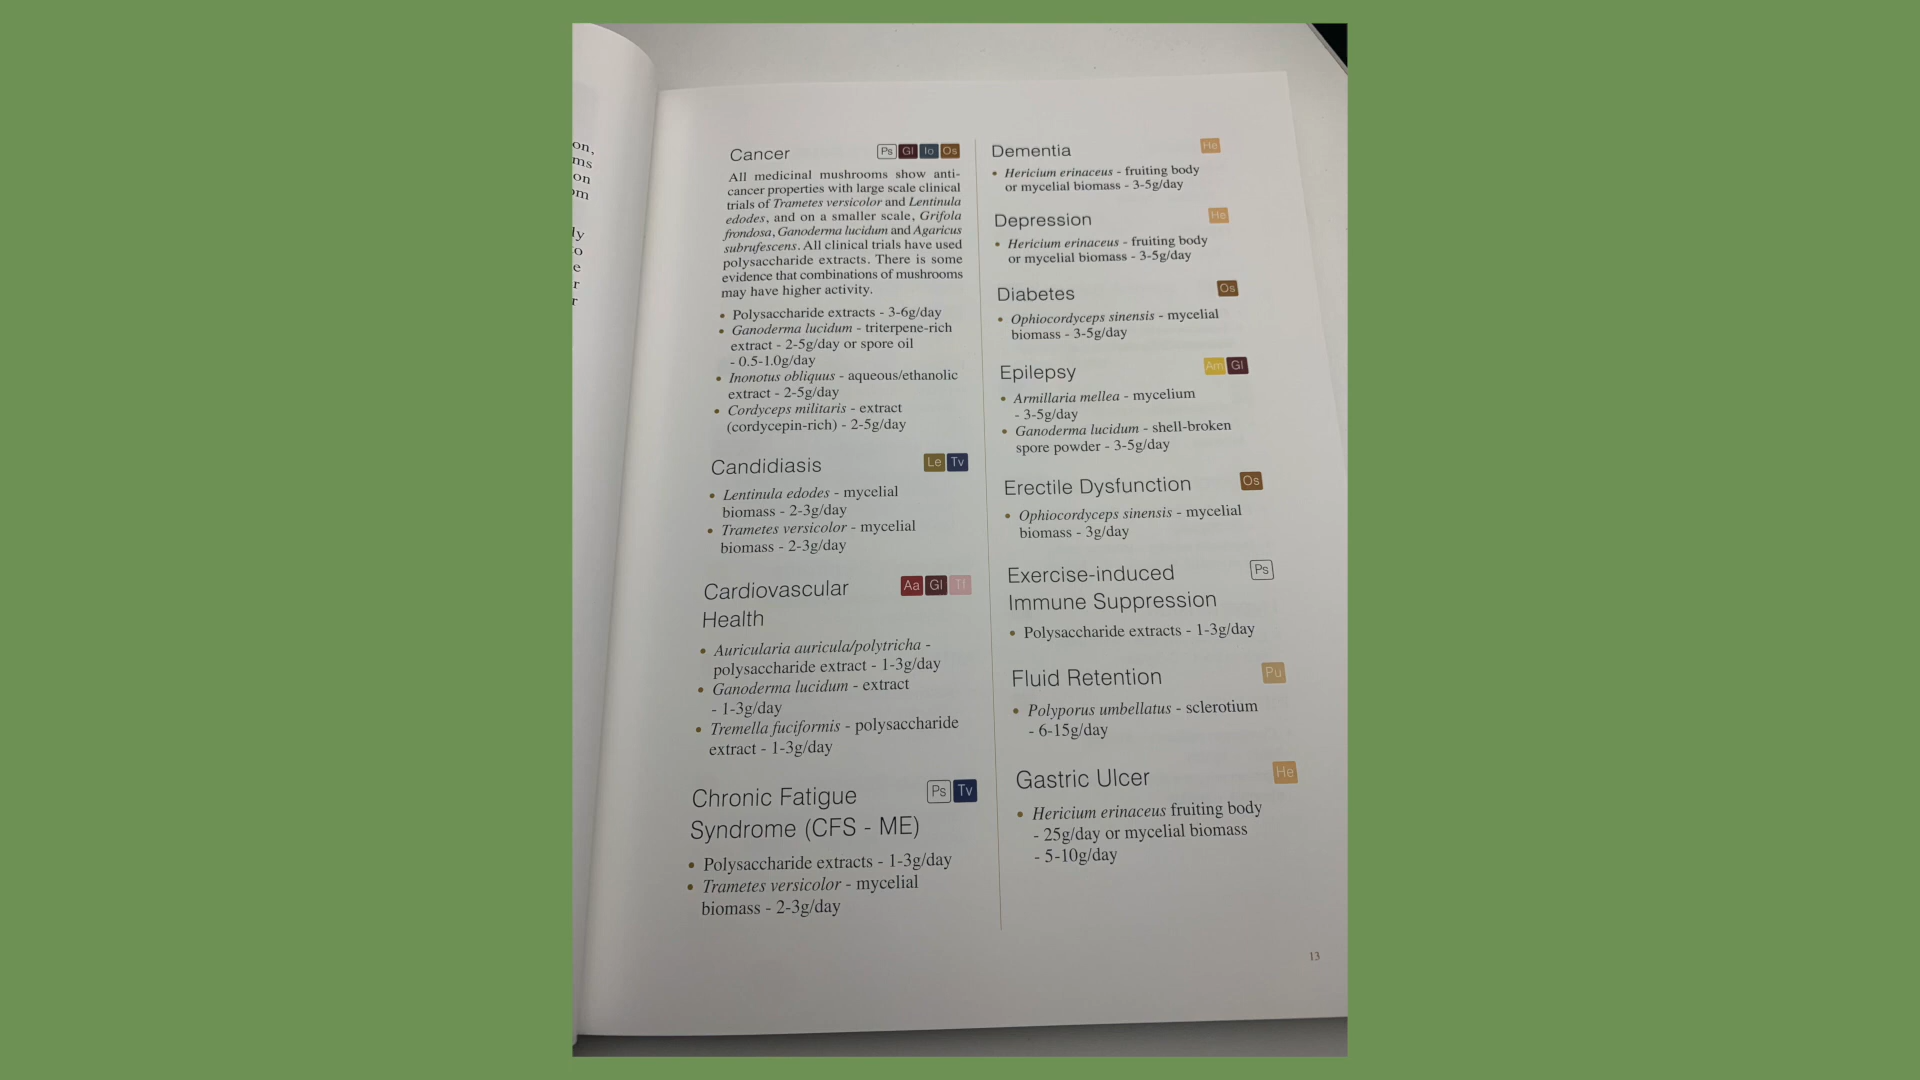 on,
ms
on
om
ly
o
e
r
r
Cancer Ps Gl Io Os
All medicinal mushrooms show anti-
cancer properties with large scale clinical
trials of Trametes versicolor and Lentinula
edodes, and on a smaller scale, Grifola
frondosa, Ganoderma lucidum and Agaricus
subrufescens. All clinical trials have used
polysaccharide extracts. There is some
evidence that combinations of mushrooms
may have higher activity.
• Polysaccharide extracts - 3-6g/day
• Ganoderma lucidum - triterpene-rich
extract - 2-5g/day or spore oil
- 0.5-1.0g/day
• Inonotus obliquus - aqueous/ethanolic
extract - 2-5g/day
• Cordyceps militaris - extract
(cordycepin-rich) - 2-5g/day
Candidiasis Le Tv
• Lentinula edodes - mycelial
biomass - 2-3g/day
• Trametes versicolor - mycelial
biomass - 2-3g/day
Cardiovascular Aa Gl Tf
Health
• Auricularia auricula/polytricha -
polysaccharide extract - 1-3g/day
• Ganoderma lucidum - extract
- 1-3g/day
• Tremella fuciformis - polysaccharide
extract - 1-3g/day
Chronic Fatigue Ps Tv
Syndrome (CFS - ME)
• Polysaccharide extracts - 1-3g/day
• Trametes versicolor - mycelial
biomass - 2-3g/day
Dementia He
• Hericium erinaceus - fruiting body
or mycelial biomass - 3-5g/day
Depression He
• Hericium erinaceus - fruiting body
or mycelial biomass - 3-5g/day
Diabetes Os
• Ophiocordyceps sinensis - mycelial
biomass - 3-5g/day
Epilepsy Am Gl
• Armillaria mellea - mycelium
- 3-5g/day
• Ganoderma lucidum - shell-broken
spore powder - 3-5g/day
Erectile Dysfunction Os
• Ophiocordyceps sinensis - mycelial
biomass - 3g/day
Exercise-induced Ps
Immune Suppression
• Polysaccharide extracts - 1-3g/day
Fluid Retention Pu
• Polyporus umbellatus - sclerotium
- 6-15g/day
Gastric Ulcer He
• Hericium erinaceus fruiting body
- 25g/day or mycelial biomass
- 5-10g/day
13